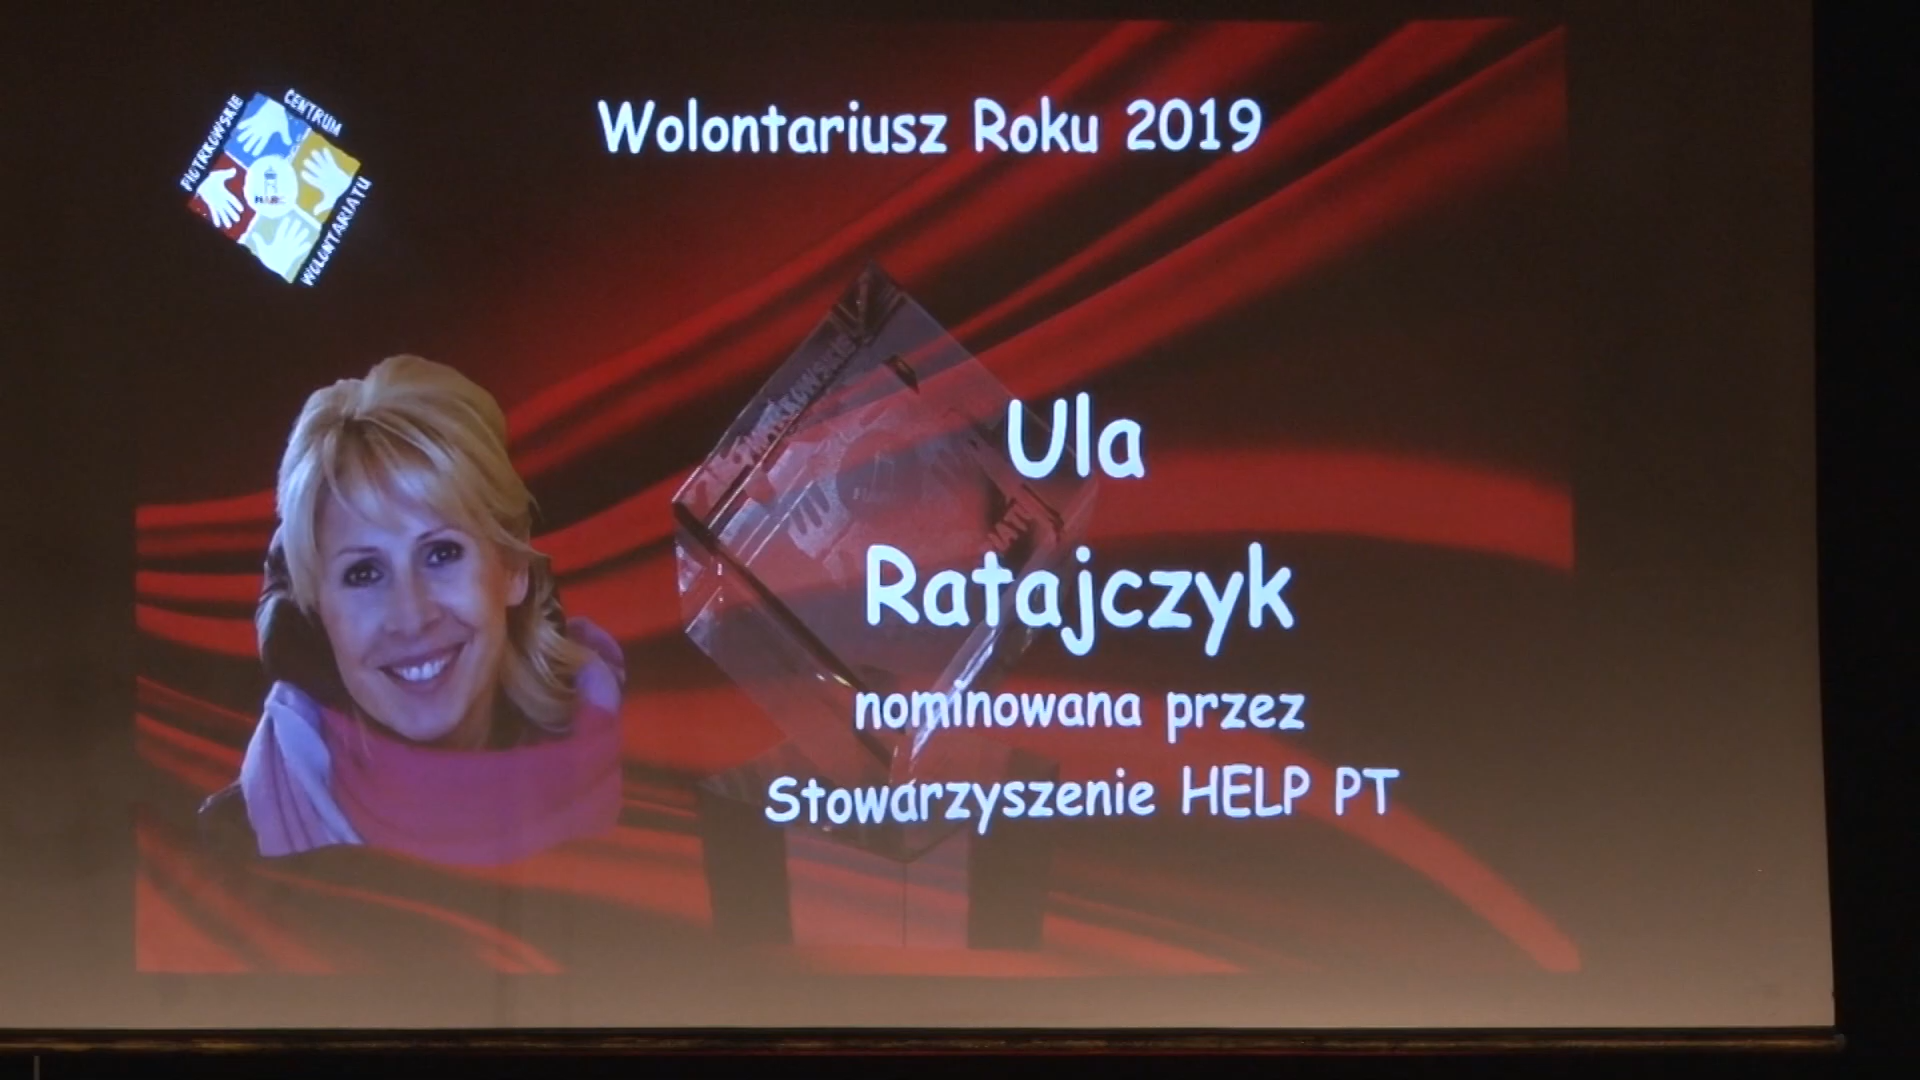 PIOTRKOWSKIE
CENTRUM
WOLONTARIATU
Wolontariusz Roku 2019
Ula
Ratajczyk
nominowana przez
Stowarzyszenie HELP PT